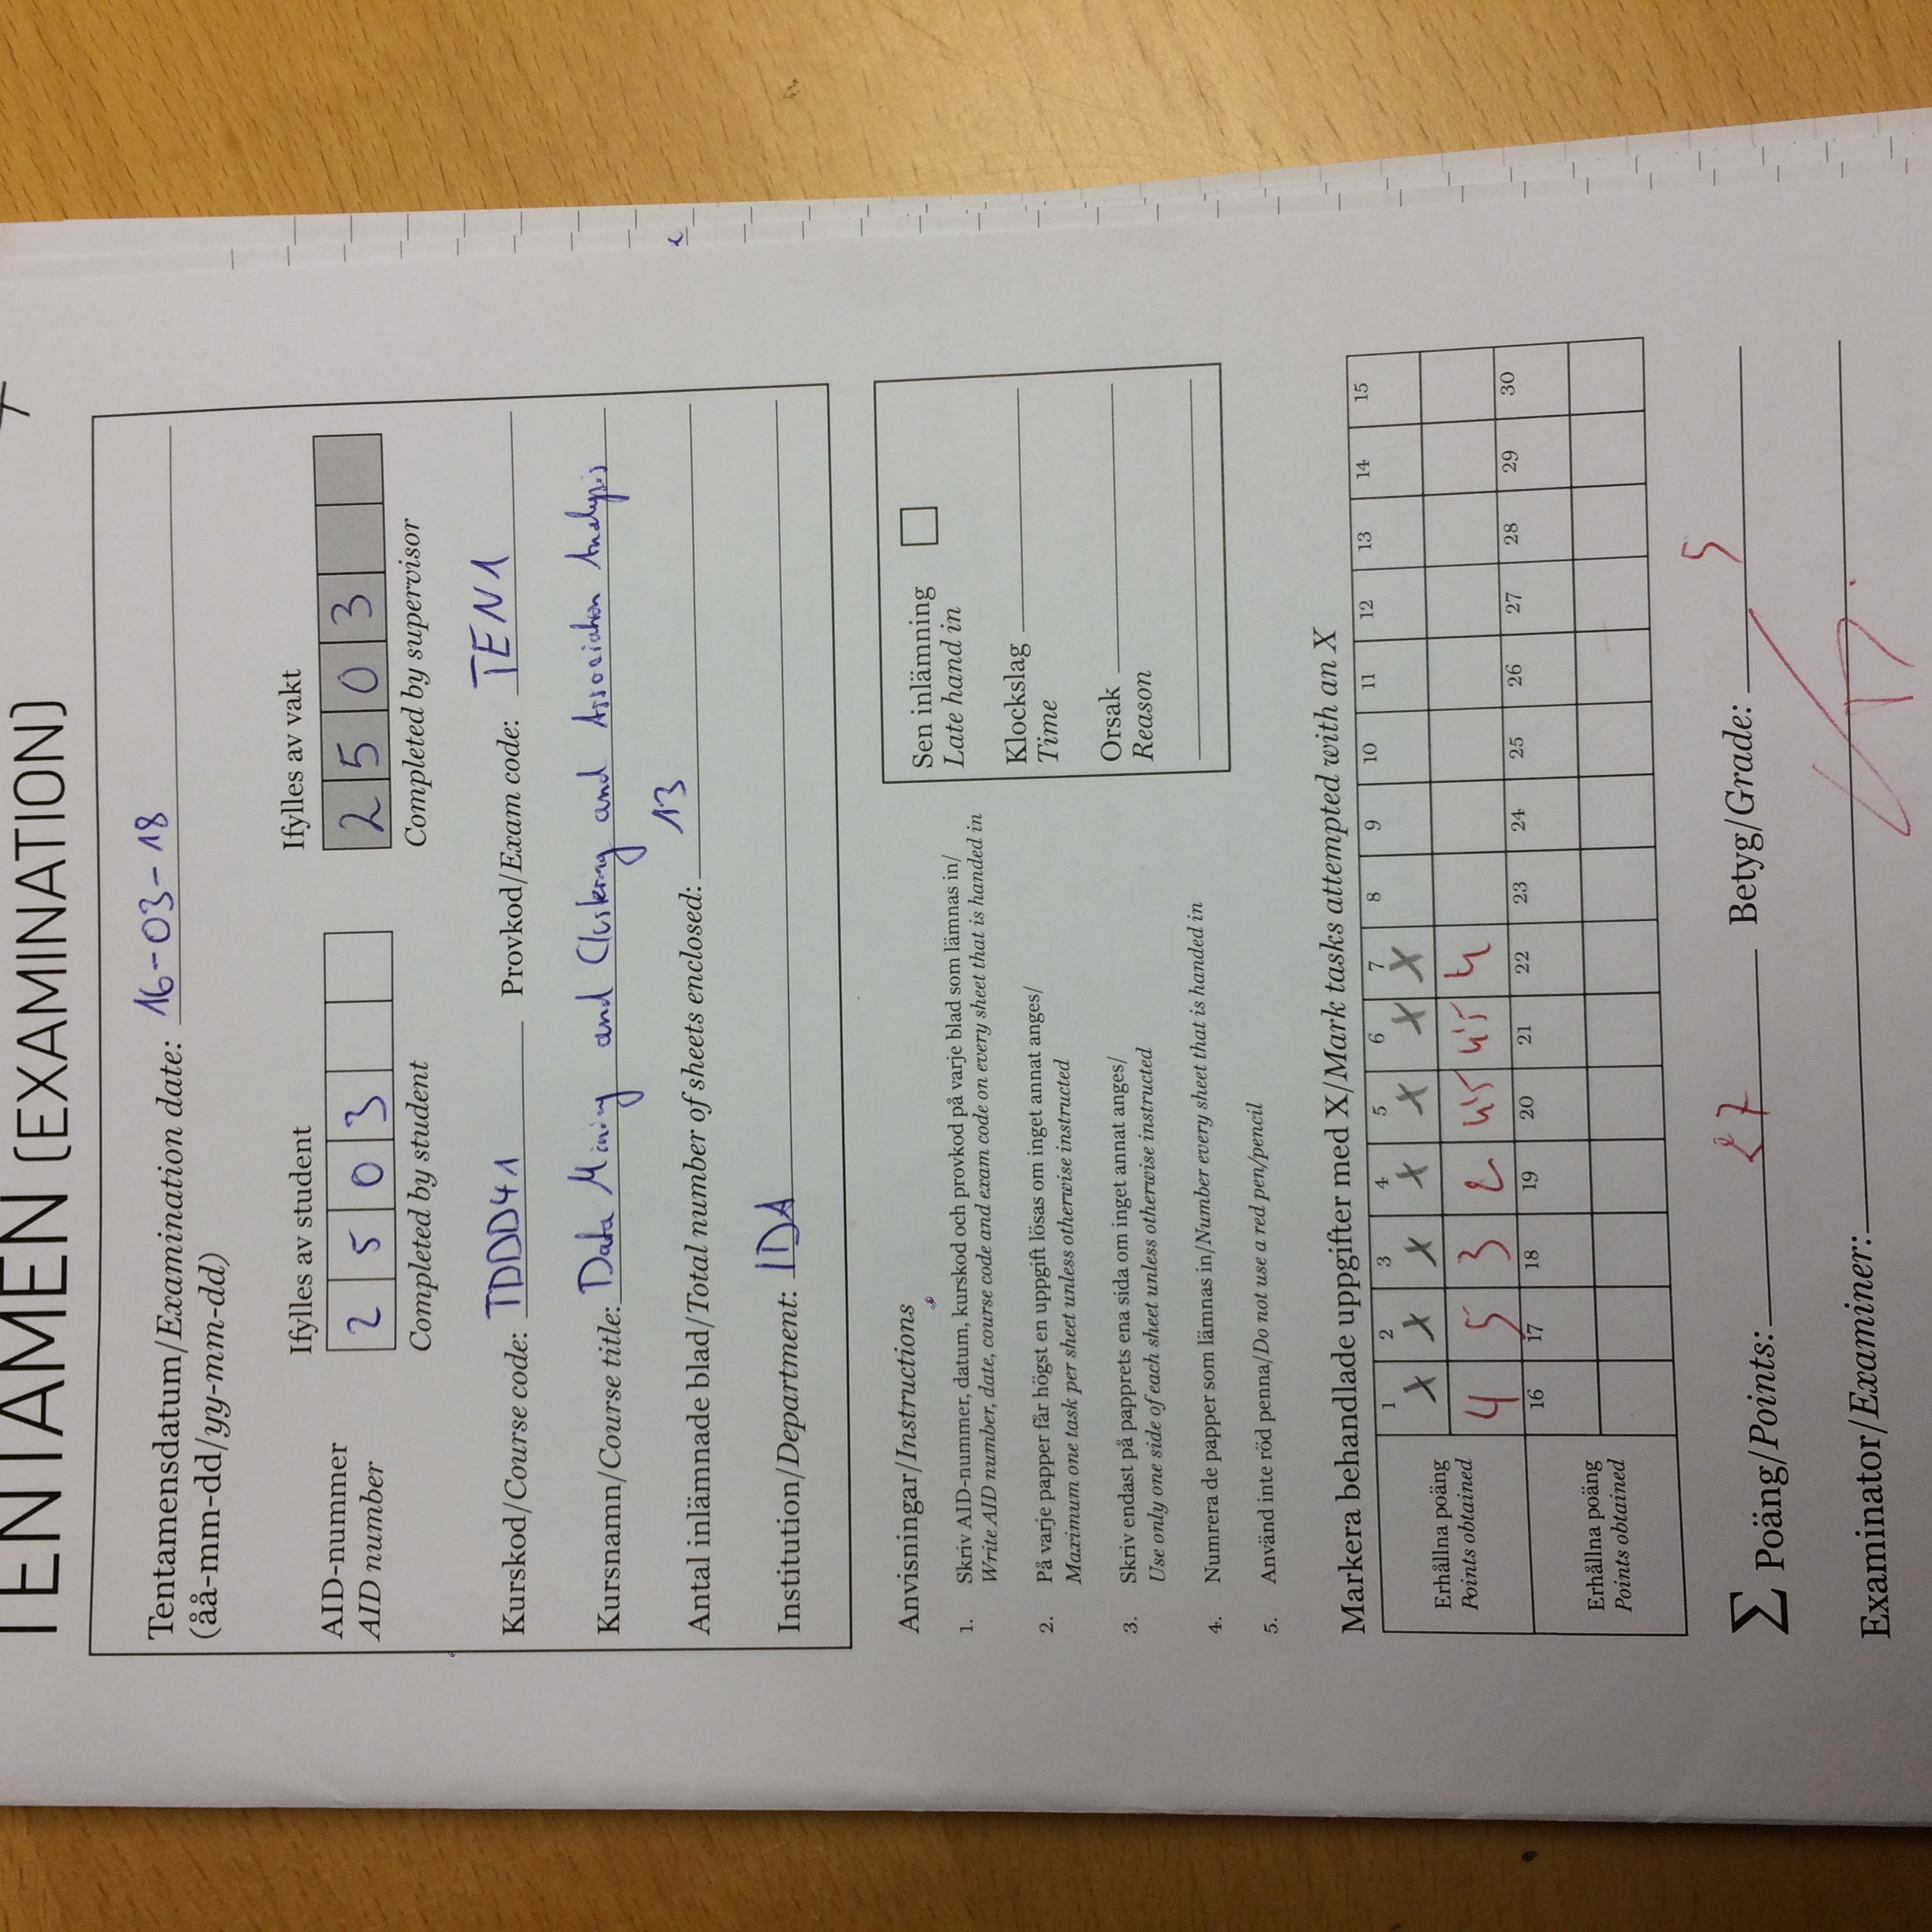 TENTAMEN (EXAMINATION)
Tentamensdatum/Examination date: 16-03-18
(åå-mm-dd/yy-mm-dd)
Ifylles av student
Ifylles av vakt
AID-nummer
AID number
2 5 0 3
2 5 0 3
Completed by student
Completed by supervisor
Kurskod/Course code: TDDD41 Provkod/Exam code: TEN1
Kursnamn/Course title: Data Mining and Clustering and Association Analysis
Antal inlämnade blad/Total number of sheets enclosed: 13
Institution/Department: IDA
Anvisningar/Instructions
1. Skriv AID-nummer, datum, kurskod och provkod på varje blad som lämnas in/
Write AID number, date, course code and exam code on every sheet that is handed in
2. På varje papper får högst en uppgift lösas om inget annat anges/
Maximum one task per sheet unless otherwise instructed
3. Skriv endast på papprets ena sida om inget annat anges/
Use only one side of each sheet unless otherwise instructed
4. Numrera de papper som lämnas in/Number every sheet that is handed in
5. Använd inte röd penna/Do not use a red pen/pencil
Sen inlämning
Late hand in
Klockslag
Time
Orsak
Reason
Markera behandlade uppgifter med X/Mark tasks attempted with an X
1 2 3 4 5 6 7 8 9 10 11 12 13 14 15
X X X X X X X
Erhållna poäng
Points obtained
4 5 3 2 4'5 4'5 4
16 17 18 19 20 21 22 23 24 25 26 27 28 29 30
Erhållna poäng
Points obtained
Σ Poäng/Points: 27 Betyg/Grade: 5
Examinator/Examiner: